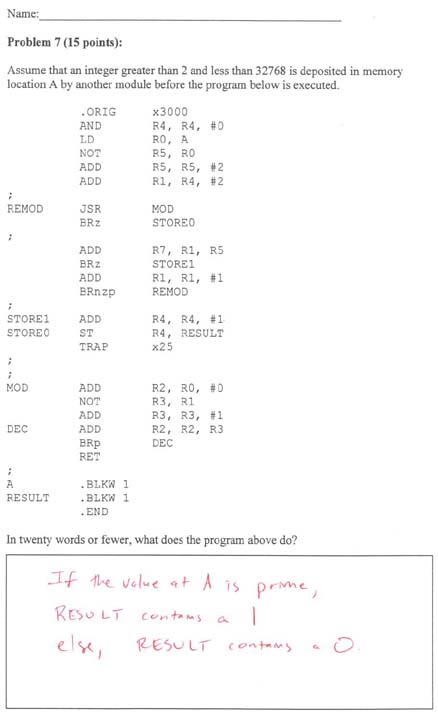 Name:
Problem 7 (15 points):
Assume that an integer greater than 2 and less than 32768 is deposited in memory
location A by another module before the program below is executed.
.ORIG x3000
AND R4, R4, #0
LD R0, A
NOT R5, R0
ADD R5, R5, #2
ADD R1, R4, #2
;
REMOD JSR MOD
BRz STORE0
;
ADD R7, R1, R5
BRz STORE1
ADD R1, R1, #1
BRnzp REMOD
;
STORE1 ADD R4, R4, #1
STORE0 ST R4, RESULT
TRAP x25
;
;
MOD ADD R2, R0, #0
NOT R3, R1
ADD R3, R3, #1
DEC ADD R2, R2, R3
BRp DEC
RET
;
A .BLKW 1
RESULT .BLKW 1
.END
In twenty words or fewer, what does the program above do?
If the value at A is prime,
RESULT contains a 1
else, RESULT contains a 0.